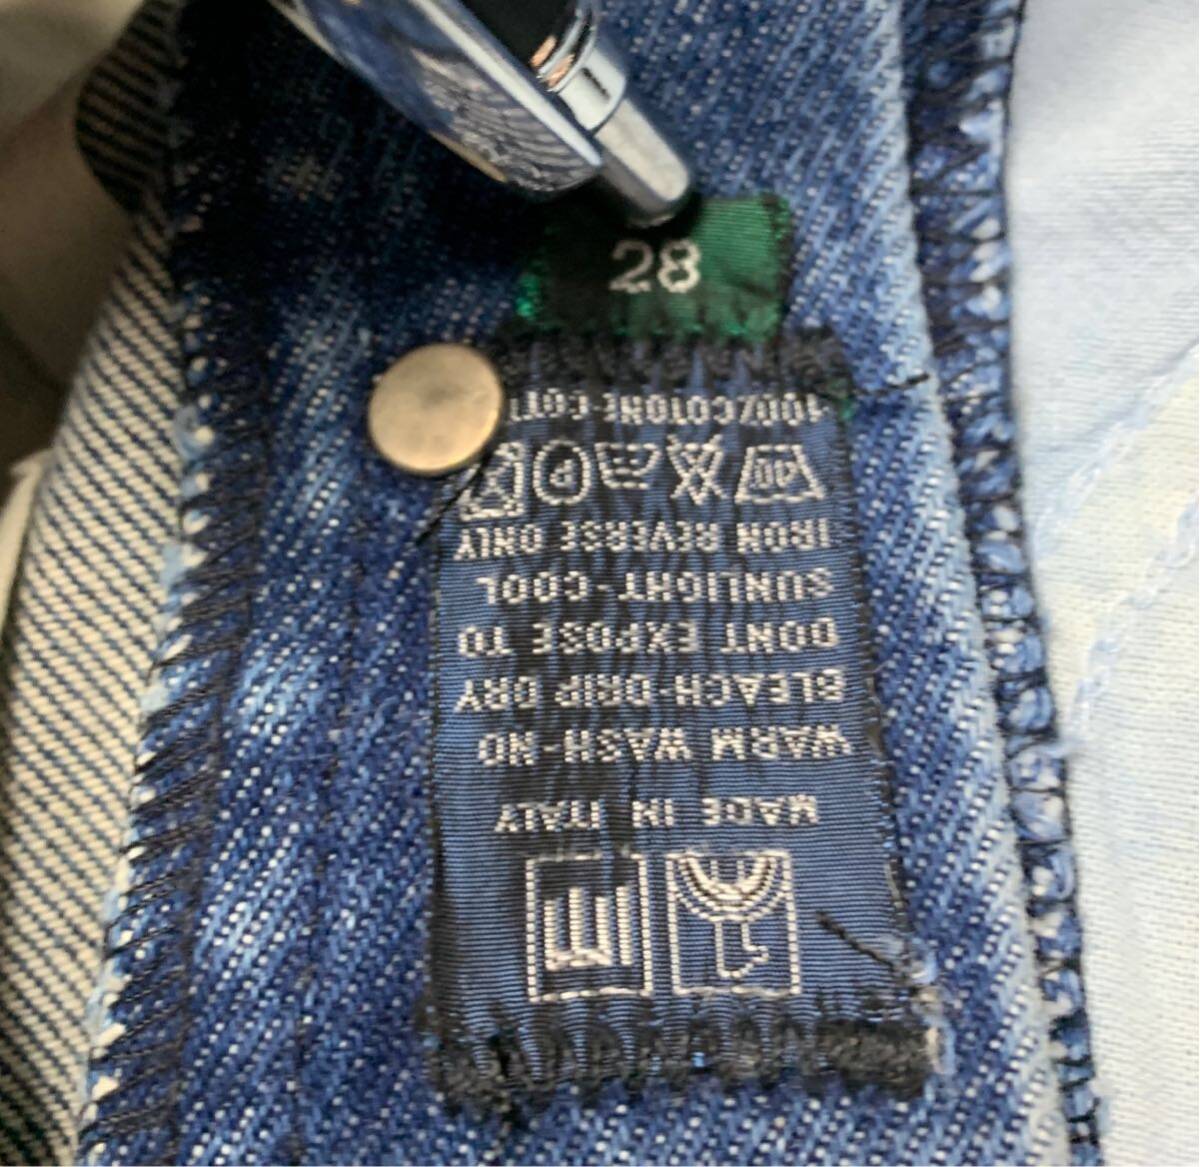 28
MADE IN ITALY
WARM WASH-NO
BLEACH-DRIP DRY
DONT EXPOSE TO
SUNLIGHT-COOL
IRON REVERSE ONLY
100%COTONE-COTT